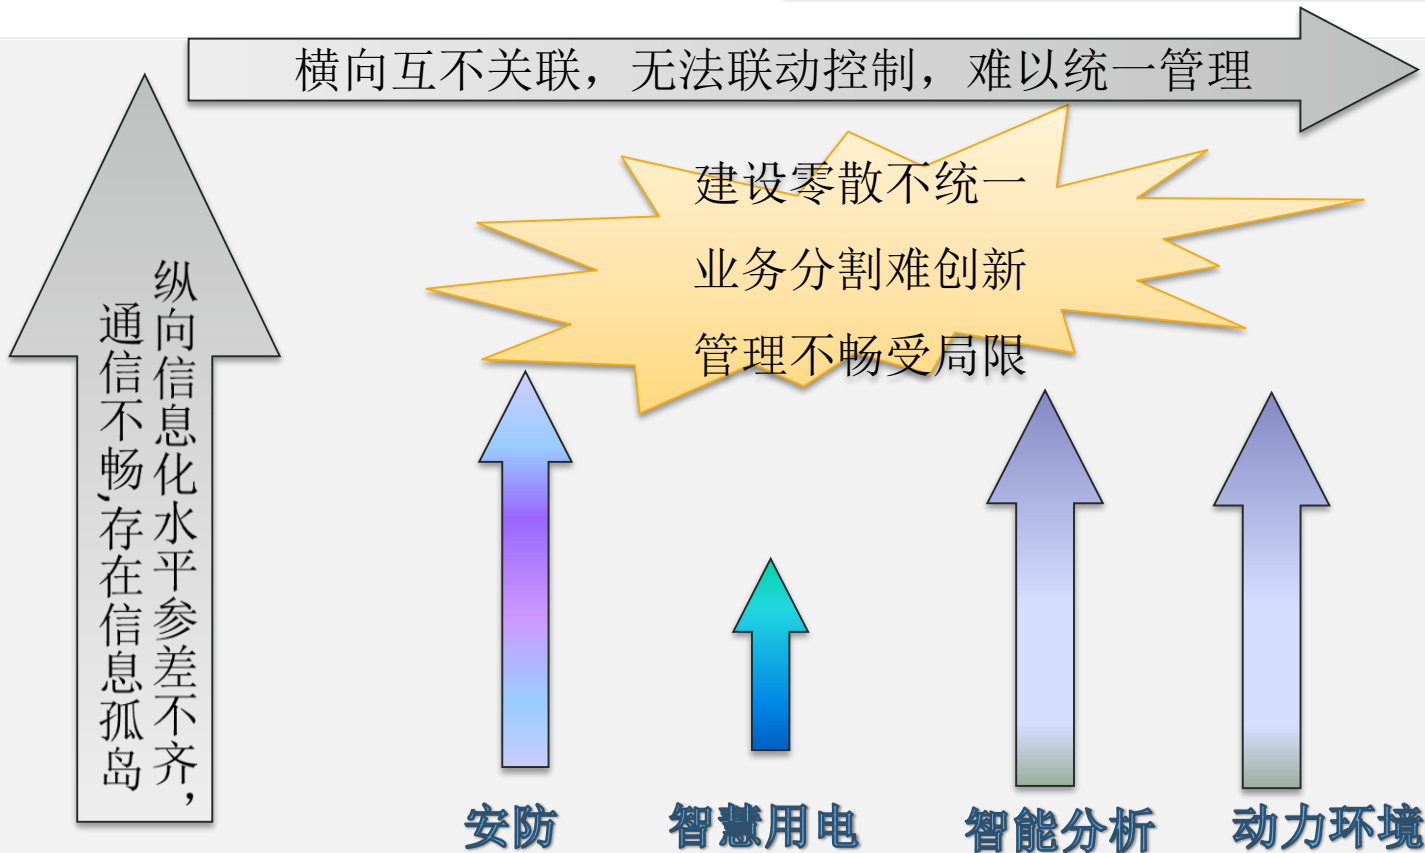 横向互不关联，无法联动控制，难以统一管理
建设零散不统一
业务分割难创新
管理不畅受局限
纵向信息化水平参差不齐，
通信不畅,存在信息孤岛
安防
智慧用电
智能分析
动力环境